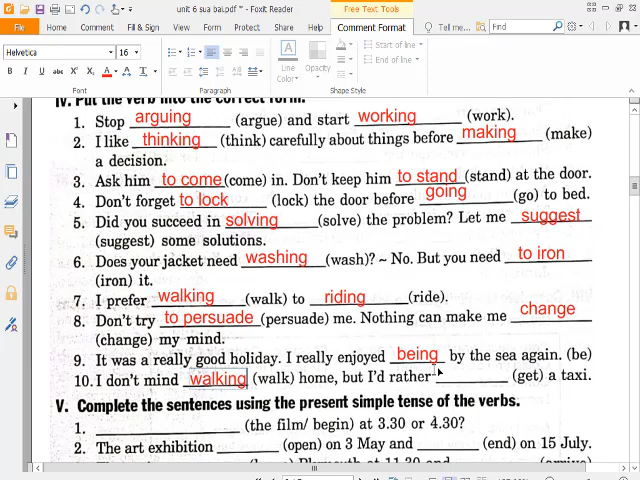 unit 6 sua bai.pdf * - Foxit Reader
Free Text Tools
File Home Comment Fill & Sign View Protect Share Help Comment Format Tell me... Find
Helvetica 16
B I U abc X² X₂ A T
Font Paragraph
Line Color Opacity
Start of line
End of line
Shape Style
IV. Put the verb into the correct form.
1. Stop arguing (argue) and start working (work).
2. I like thinking (think) carefully about things before making (make)
a decision.
3. Ask him to come (come) in. Don't keep him to stand (stand) at the door.
4. Don't forget to lock (lock) the door before going (go) to bed.
5. Did you succeed in solving (solve) the problem? Let me suggest
(suggest) some solutions.
6. Does your jacket need washing (wash)? ~ No. But you need to iron
(iron) it.
7. I prefer walking (walk) to riding (ride).
8. Don't try to persuade (persuade) me. Nothing can make me change
(change) my mind.
9. It was a really good holiday. I really enjoyed being by the sea again. (be)
10. I don't mind walking (walk) home, but I'd rather (get) a taxi.
V. Complete the sentences using the present simple tense of the verbs.
1. (the film/ begin) at 3.30 or 4.30?
2. The art exhibition (open) on 3 May and (end) on 15 July.